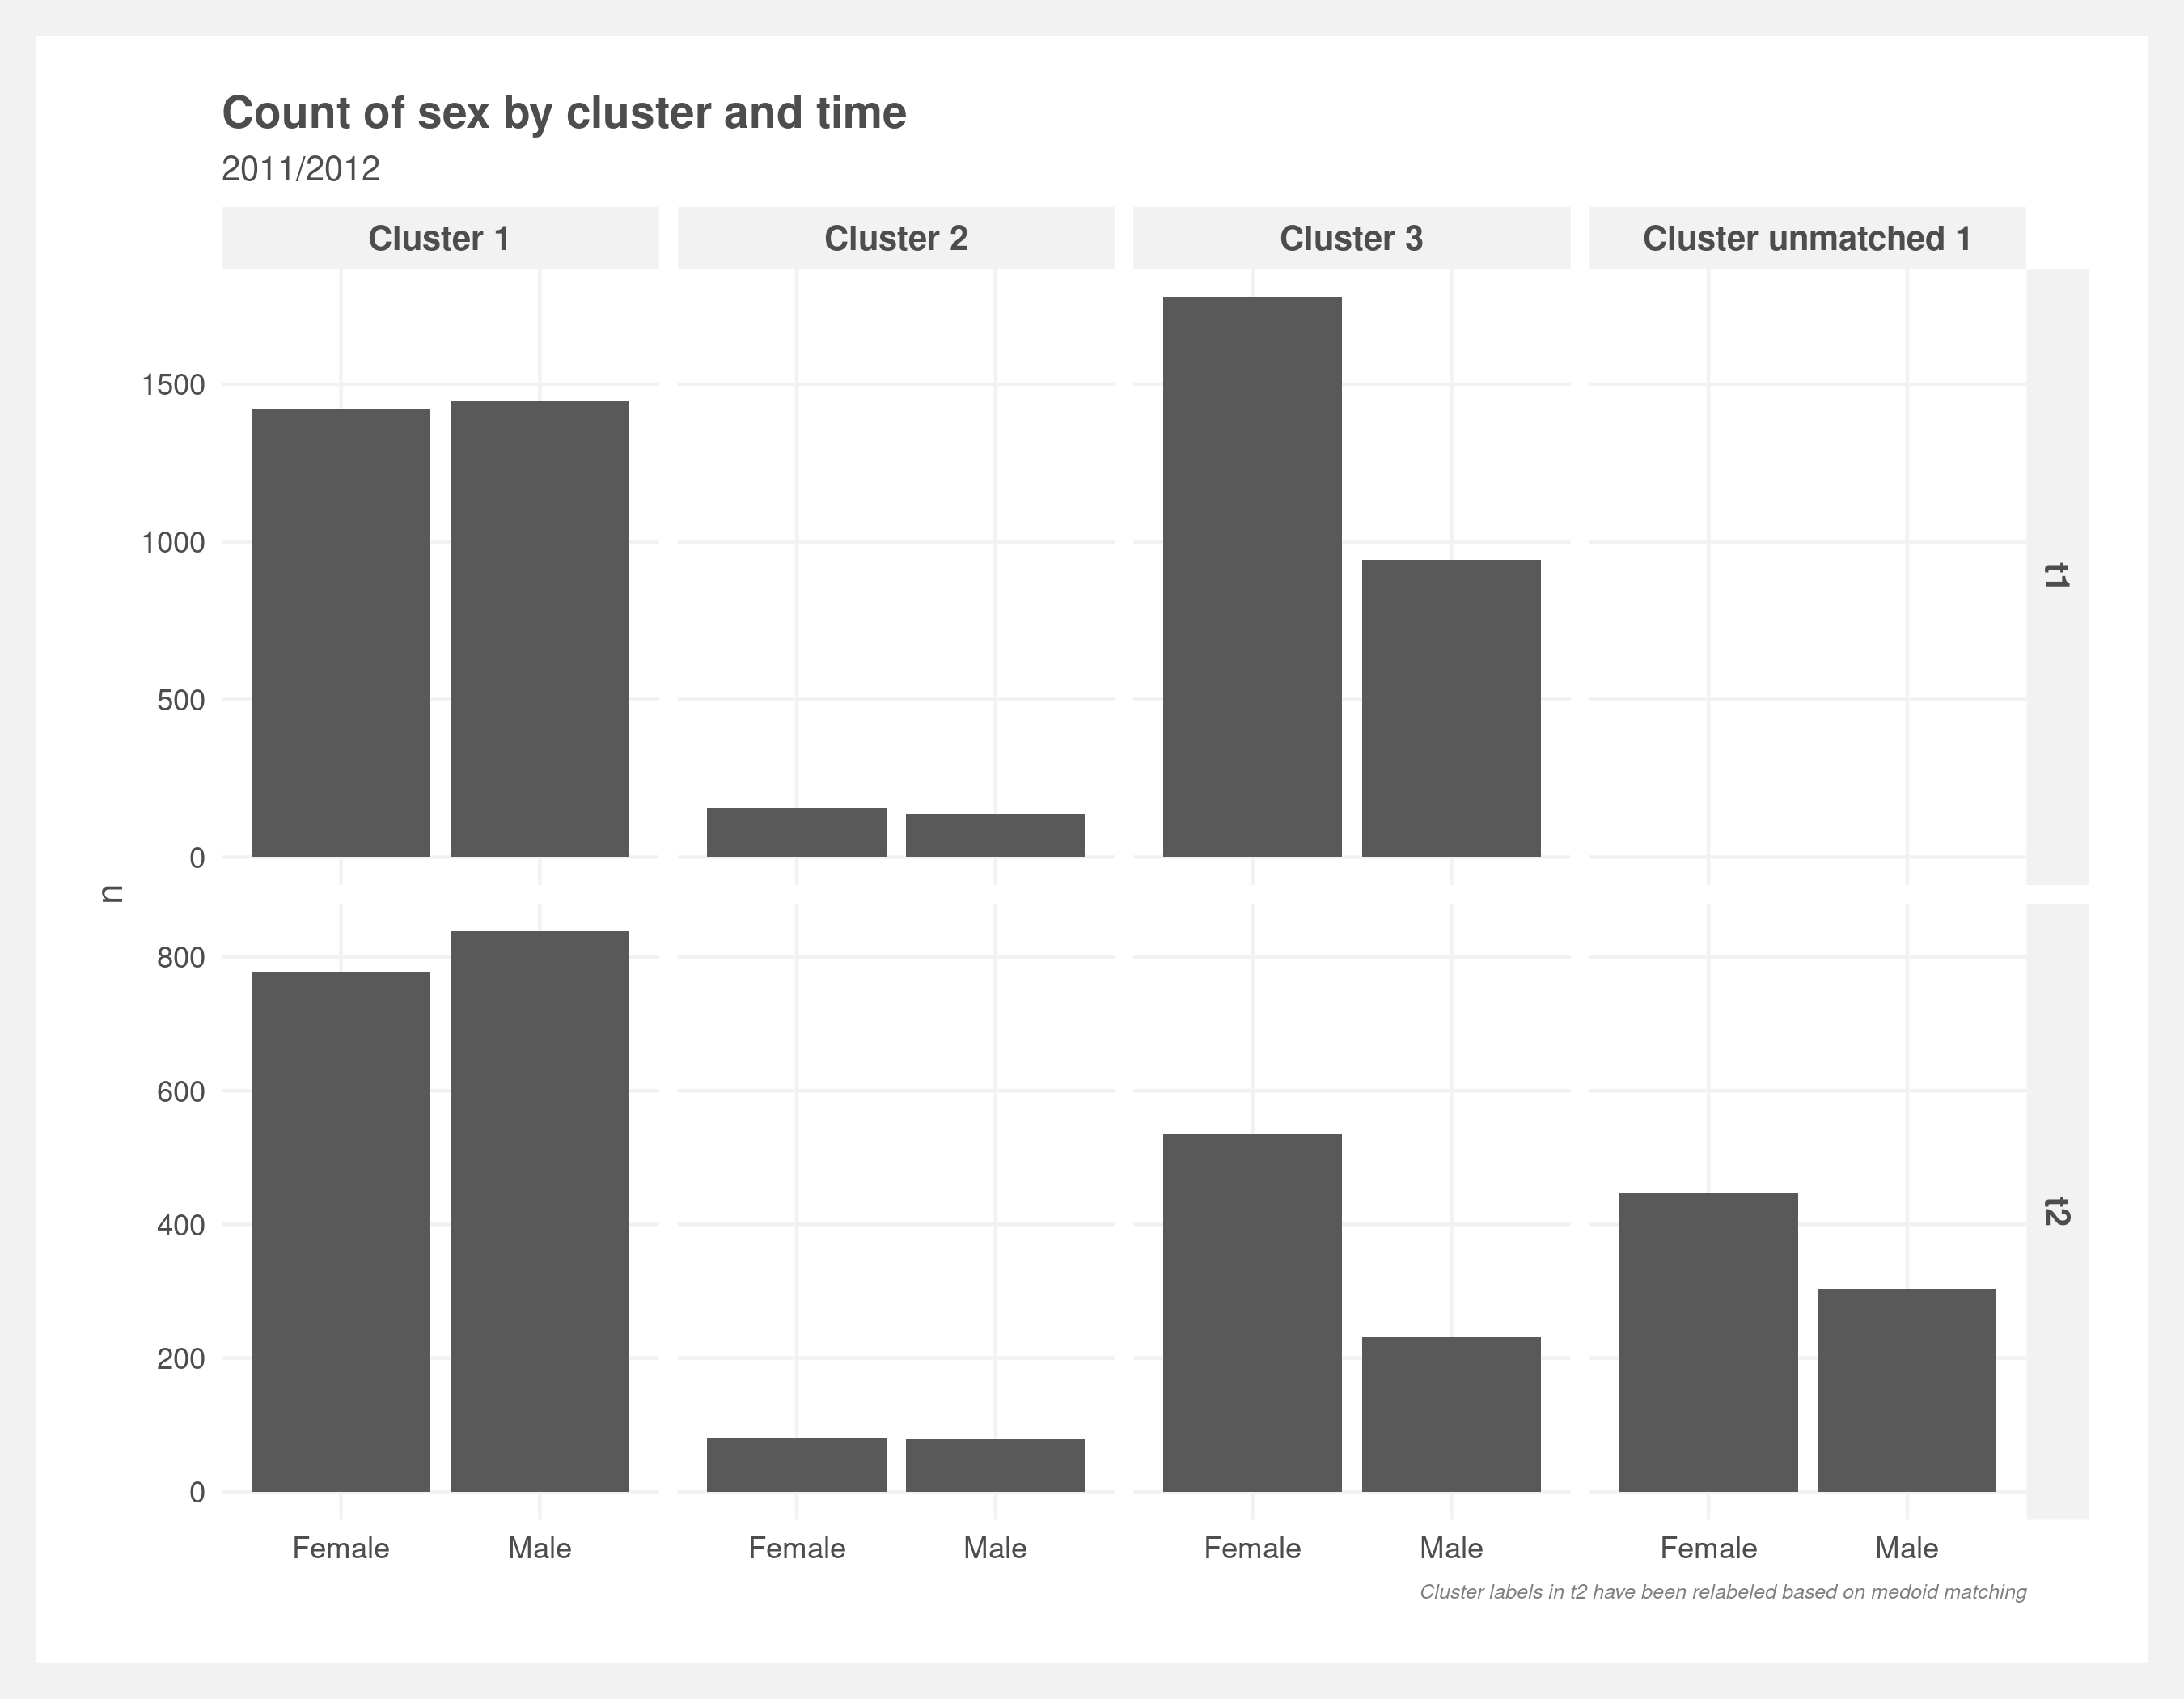 Count of sex by cluster and time
2011/2012
Cluster 1 Cluster 2 Cluster 3 Cluster unmatched 1
1500
1000
500
0
t1
n
800
600
400
200
0
t2
Female Male Female Male Female Male Female Male
Cluster labels in t2 have been relabeled based on medoid matching